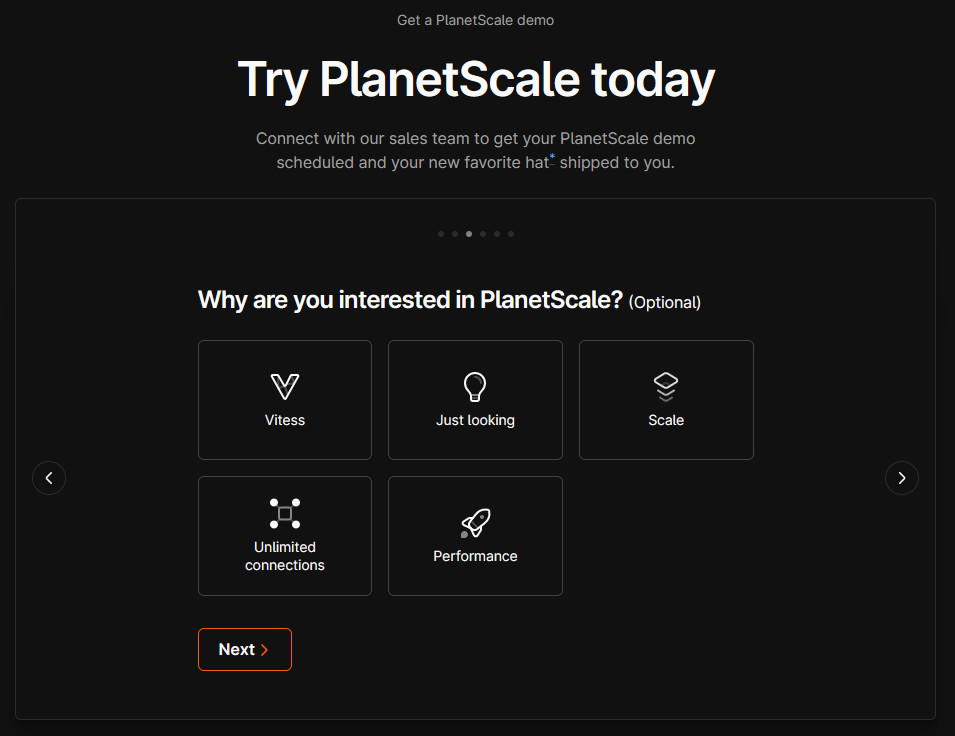 Get a PlanetScale demo
Try PlanetScale today
Connect with our sales team to get your PlanetScale demo
scheduled and your new favorite hat* shipped to you.
Why are you interested in PlanetScale? (Optional)
Vitess
Just looking
Scale
Unlimited
connections
Performance
Next